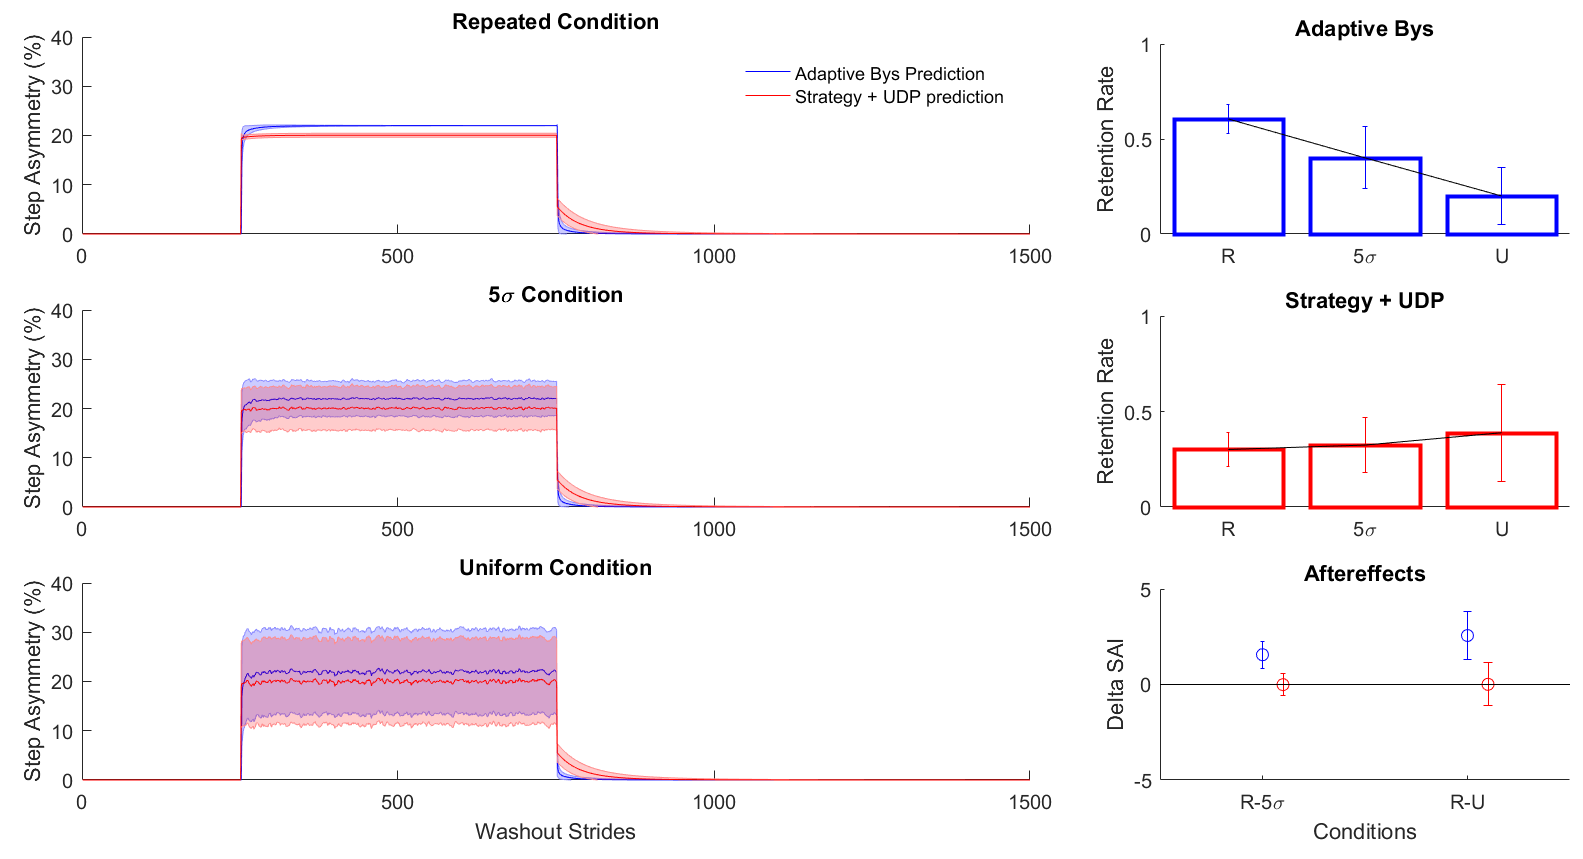 Repeated Condition
Step Asymmetry (%)
40
30
20
10
0
0
500
1000
1500
Adaptive Bys Prediction
Strategy + UDP prediction
Adaptive Bys
Retention Rate
1
0.5
0
R
5σ
U
5σ Condition
Step Asymmetry (%)
40
30
20
10
0
0
500
1000
1500
Strategy + UDP
Retention Rate
1
0.5
0
R
5σ
U
Uniform Condition
Step Asymmetry (%)
40
30
20
10
0
0
500
1000
1500
Washout Strides
Aftereffects
Delta SAI
5
0
-5
R-5σ
R-U
Conditions